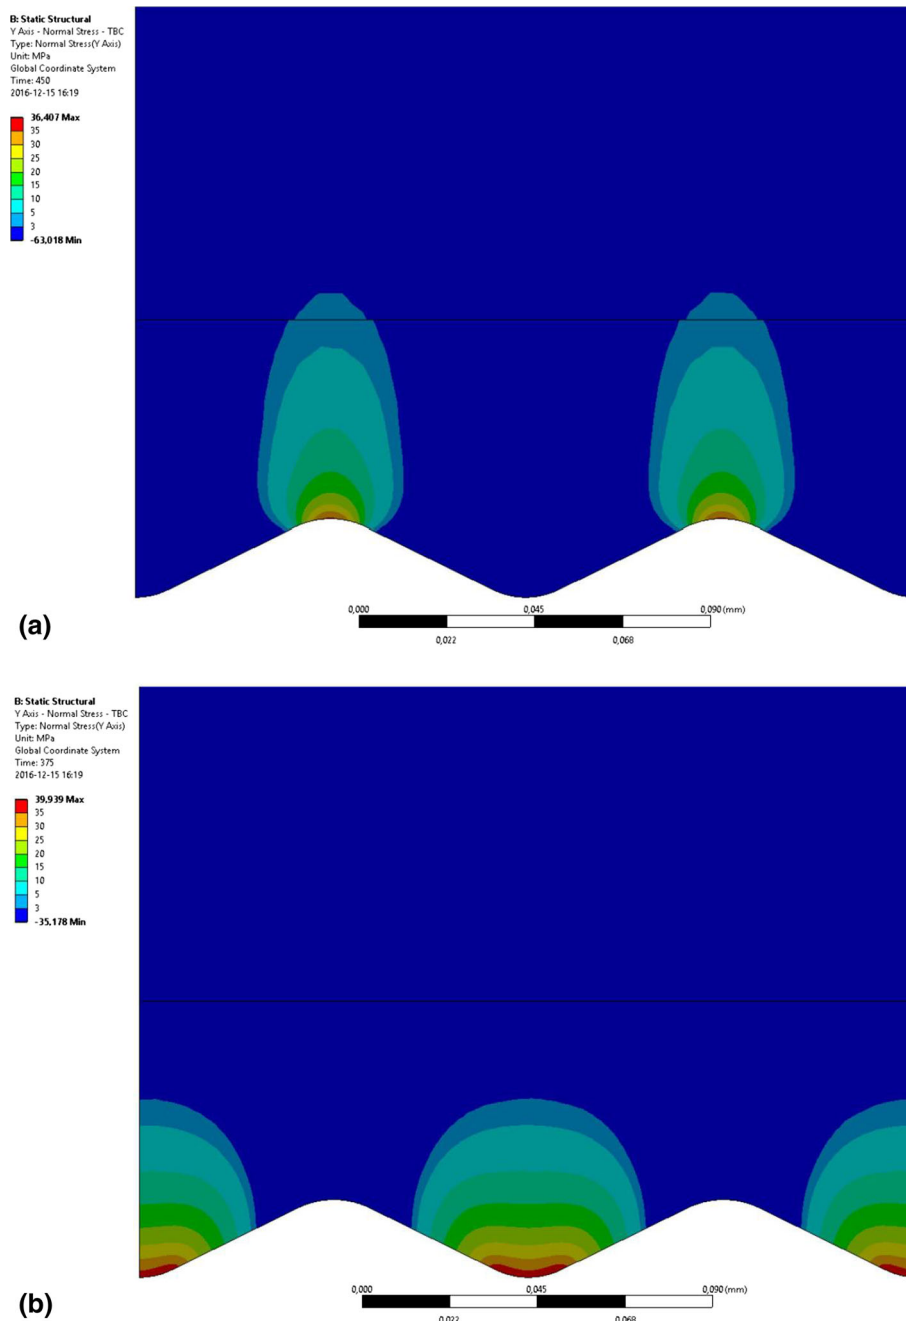 B: Static Structural
Y Axis - Normal Stress - TBC
Type: Normal Stress(Y Axis)
Unit: MPa
Global Coordinate System
Time: 450
2016-12-15 16:19
36,407 Max
35
30
25
20
15
10
5
3
-63,018 Min
0,000 0,045 0,090 (mm)
0,022 0,068
(a)
B: Static Structural
Y Axis - Normal Stress - TBC
Type: Normal Stress(Y Axis)
Unit: MPa
Global Coordinate System
Time: 375
2016-12-15 16:19
39,939 Max
35
30
25
20
15
10
5
3
-35,178 Min
0,000 0,045 0,090 (mm)
0,022 0,068
(b)